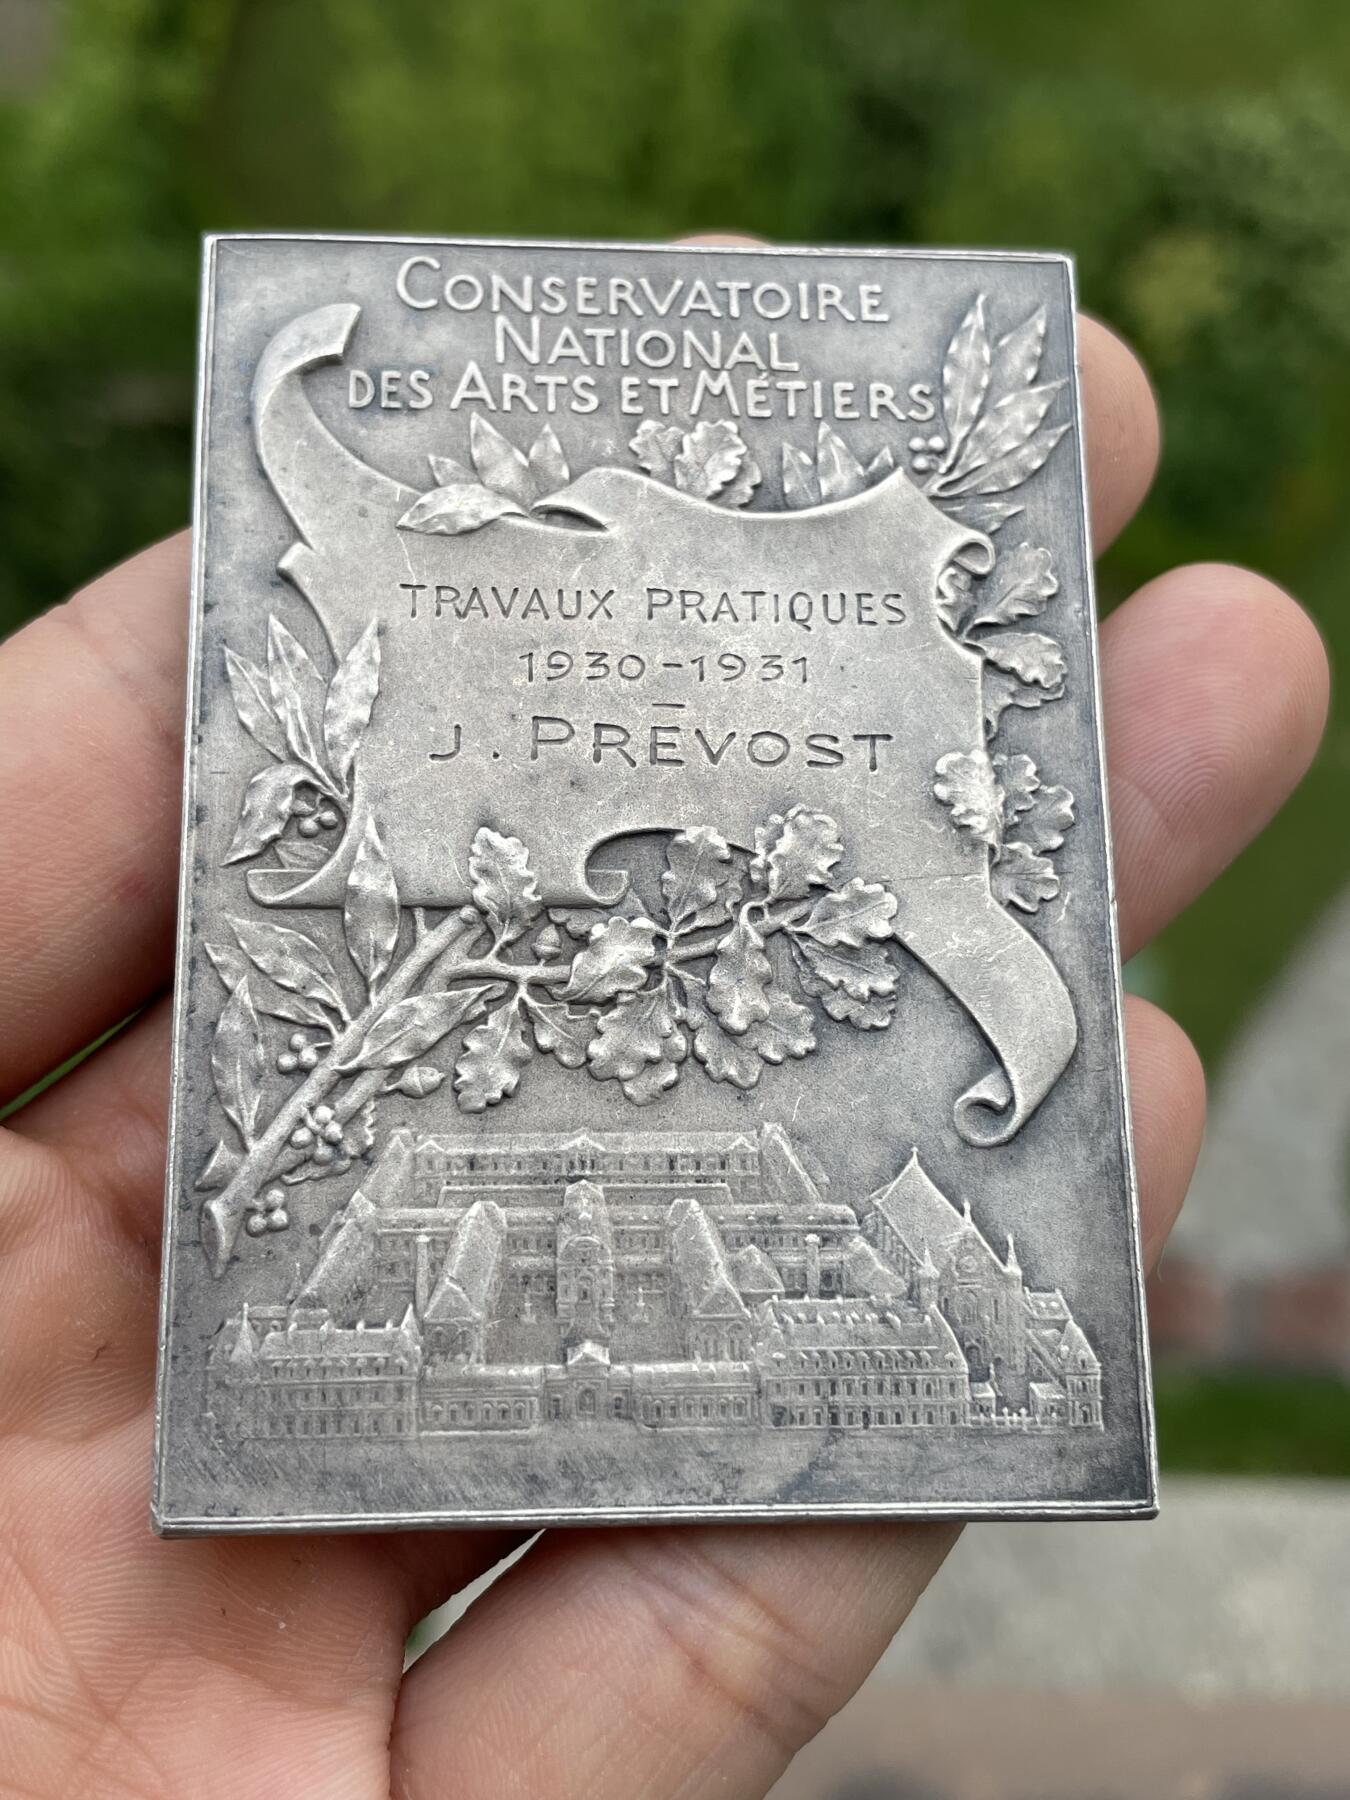 CONSERVATOIRE
NATIONAL
DES ARTS ET MÉTIERS
TRAVAUX PRATIQUES
1930-1931
J. PRÉVOST